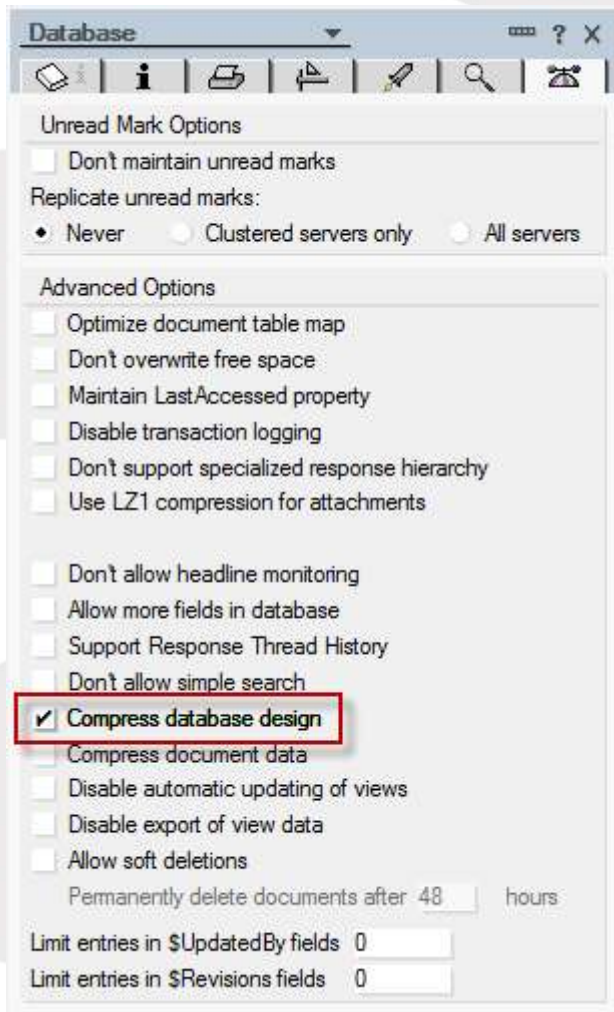 Database
? X
i
Unread Mark Options
Don't maintain unread marks
Replicate unread marks:
Never Clustered servers only All servers
Advanced Options
Optimize document table map
Don't overwrite free space
Maintain LastAccessed property
Disable transaction logging
Don't support specialized response hierarchy
Use LZ1 compression for attachments
Don't allow headline monitoring
Allow more fields in database
Support Response Thread History
Don't allow simple search
Compress database design
Compress document data
Disable automatic updating of views
Disable export of view data
Allow soft deletions
Permanently delete documents after 48 hours
Limit entries in $UpdatedBy fields 0
Limit entries in $Revisions fields 0